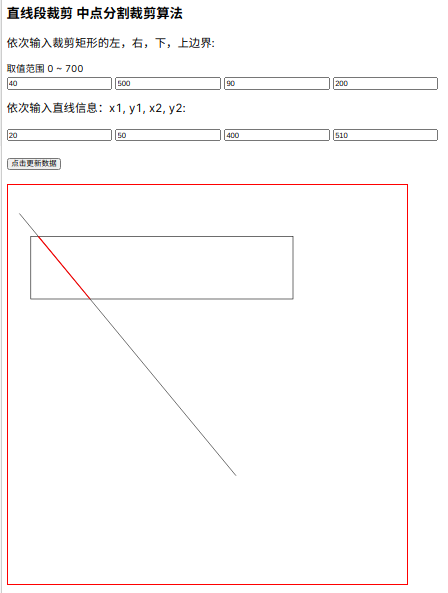 直线段裁剪 中点分割裁剪算法
依次输入裁剪矩形的左，右，下，上边界:
取值范围 0 ~ 700
40 500 90 200
依次输入直线信息：x1, y1, x2, y2:
20 50 400 510
点击更新数据